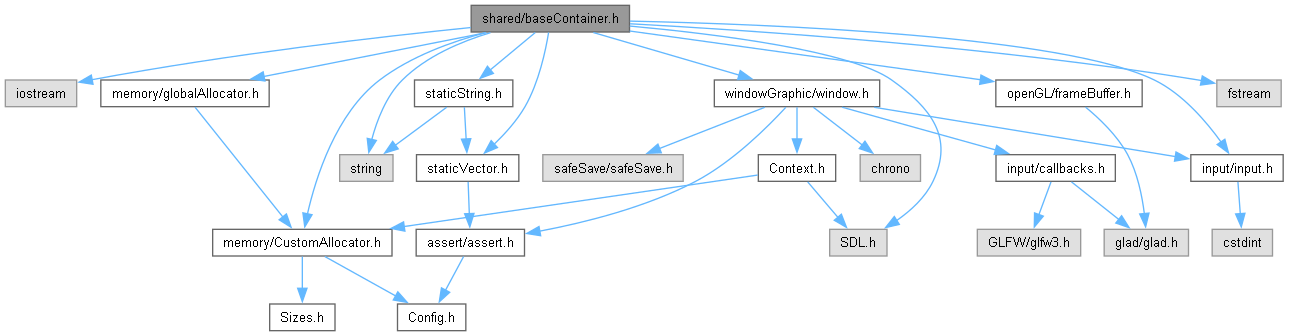 shared/baseContainer.h
iostream
memory/globalAllocator.h
staticString.h
windowGraphic/window.h
openGL/frameBuffer.h
fstream
string
staticVector.h
safeSave/safeSave.h
Context.h
chrono
input/callbacks.h
input/input.h
memory/CustomAllocator.h
assert/assert.h
SDL.h
GLFW/glfw3.h
glad/glad.h
cstdint
Sizes.h
Config.h